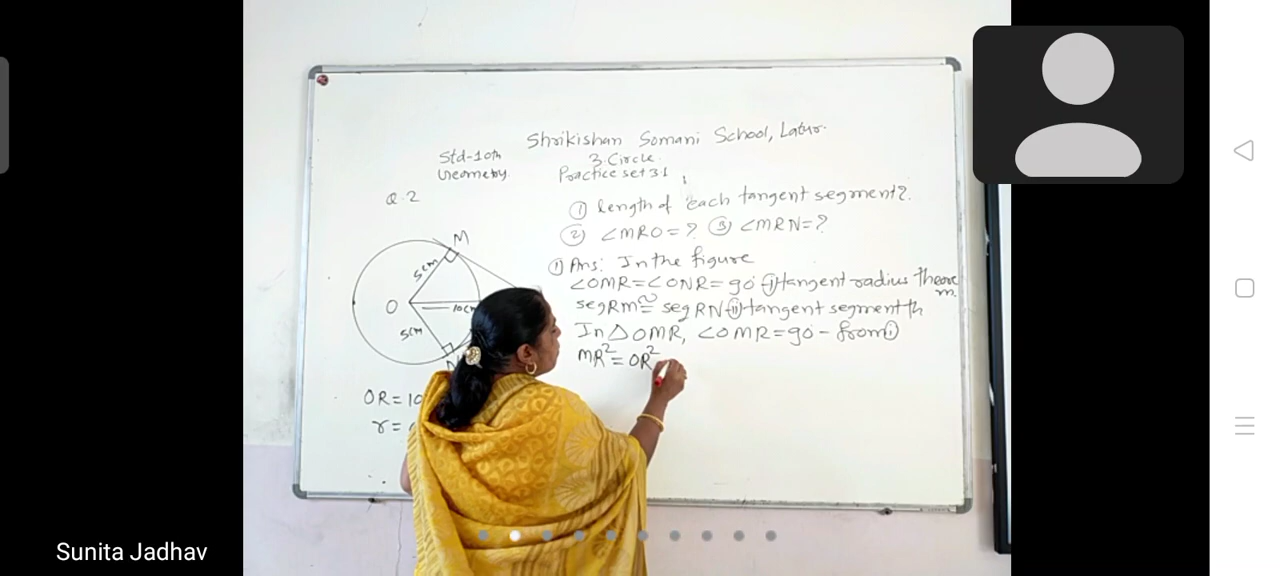 Shrikishan Somani School, Latur.
Std-10th
3. Circle
Geometry
Practice set 3.1
Q.2
① length of each tangent segment?
② ∠MRO = ? ③ ∠MRN = ?
① Ans: In the figure
∠OMR = ∠ONR = 90° - ⓘ tangent radius theorem.
seg RM ≅ seg RN - ⓘⓘ tangent segment th
In △ OMR, ∠OMR = 90° - from ⓘ
MR² = OR²
M
5cm
O
10cm
5cm
N
OR = 10
r =
Sunita Jadhav